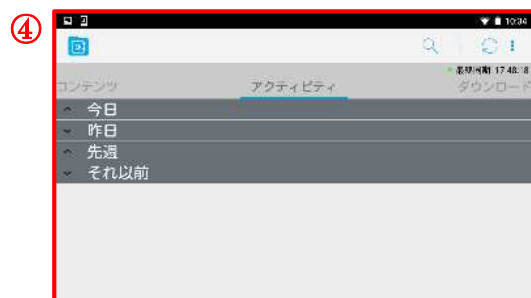 ④
10:34
最終同期: 17:48:18
コンテンツ
アクティビティ
ダウンロード
今日
昨日
先週
それ以前